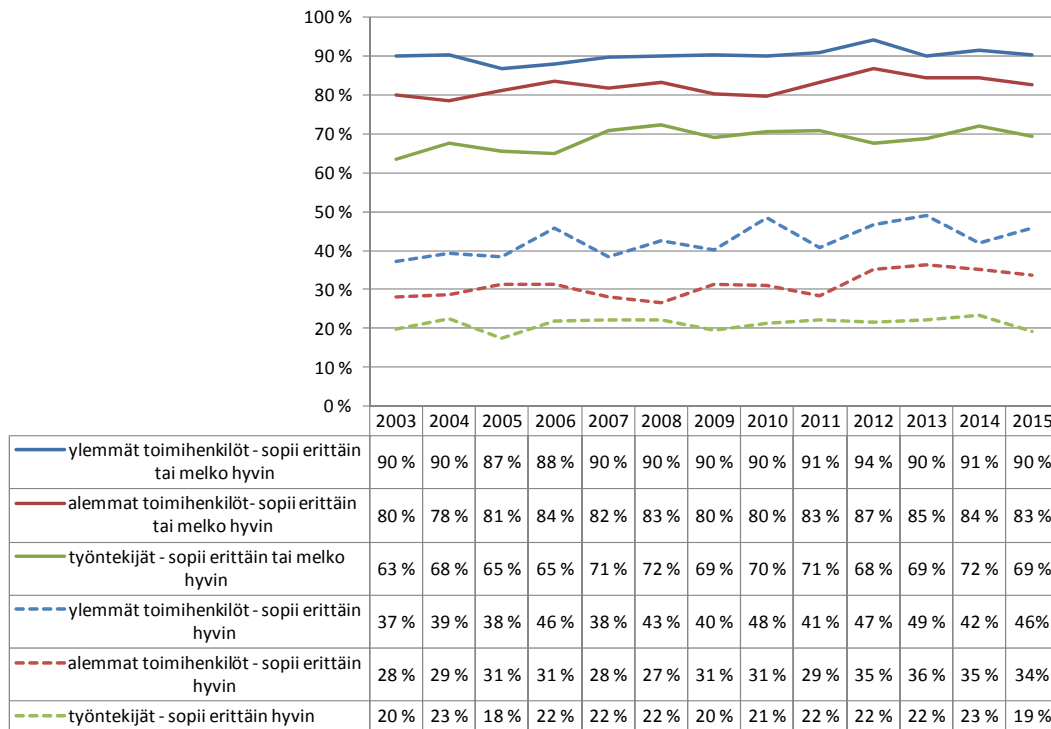 100 %
90 %
80 %
70 %
60 %
50 %
40 %
30 %
20 %
10 %
0 %
2003 2004 2005 2006 2007 2008 2009 2010 2011 2012 2013 2014 2015
ylemmät toimihenkilöt - sopii erittäin
tai melko hyvin
90 % 90 % 87 % 88 % 90 % 90 % 90 % 90 % 91 % 94 % 90 % 91 % 90 %
alemmat toimihenkilöt- sopii erittäin
tai melko hyvin
80 % 78 % 81 % 84 % 82 % 83 % 80 % 80 % 83 % 87 % 85 % 84 % 83 %
työntekijät - sopii erittäin tai melko
hyvin
63 % 68 % 65 % 65 % 71 % 72 % 69 % 70 % 71 % 68 % 69 % 72 % 69 %
ylemmät toimihenkilöt - sopii erittäin
hyvin
37 % 39 % 38 % 46 % 38 % 43 % 40 % 48 % 41 % 47 % 49 % 42 % 46%
alemmat toimihenkilöt - sopii erittäin
hyvin
28 % 29 % 31 % 31 % 28 % 27 % 31 % 31 % 29 % 35 % 36 % 35 % 34%
työntekijät - sopii erittäin hyvin
20 % 23 % 18 % 22 % 22 % 22 % 20 % 21 % 22 % 22 % 22 % 23 % 19 %